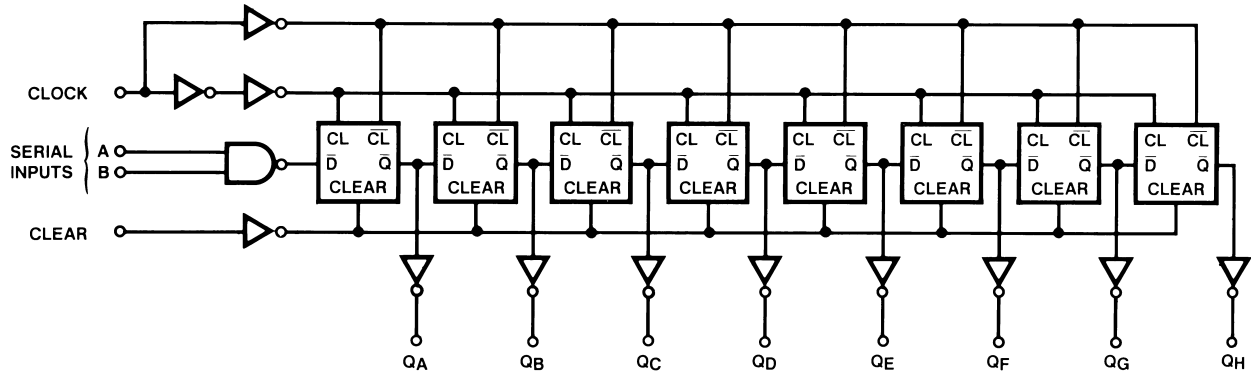 CLOCK
SERIAL INPUTS { A B
CLEAR
CL C̅L̅ CL C̅L̅ CL C̅L̅ CL C̅L̅ CL C̅L̅ CL C̅L̅ CL C̅L̅ CL C̅L̅
D̅ Q̅ D̅ Q̅ D̅ Q̅ D̅ Q̅ D̅ Q̅ D̅ Q̅ D̅ Q̅ D̅ Q̅
CLEAR CLEAR CLEAR CLEAR CLEAR CLEAR CLEAR CLEAR
QA QB QC QD QE QF QG QH